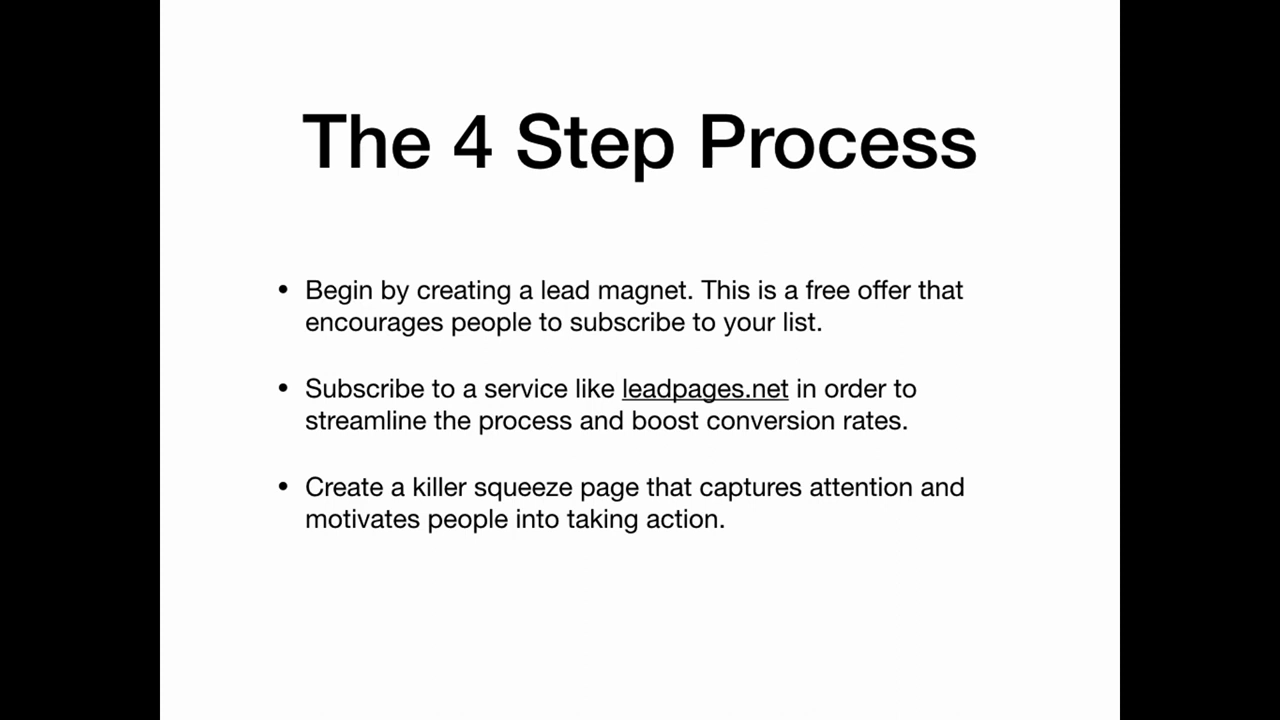 The 4 Step Process
• Begin by creating a lead magnet. This is a free offer that
encourages people to subscribe to your list.
• Subscribe to a service like leadpages.net in order to
streamline the process and boost conversion rates.
• Create a killer squeeze page that captures attention and
motivates people into taking action.